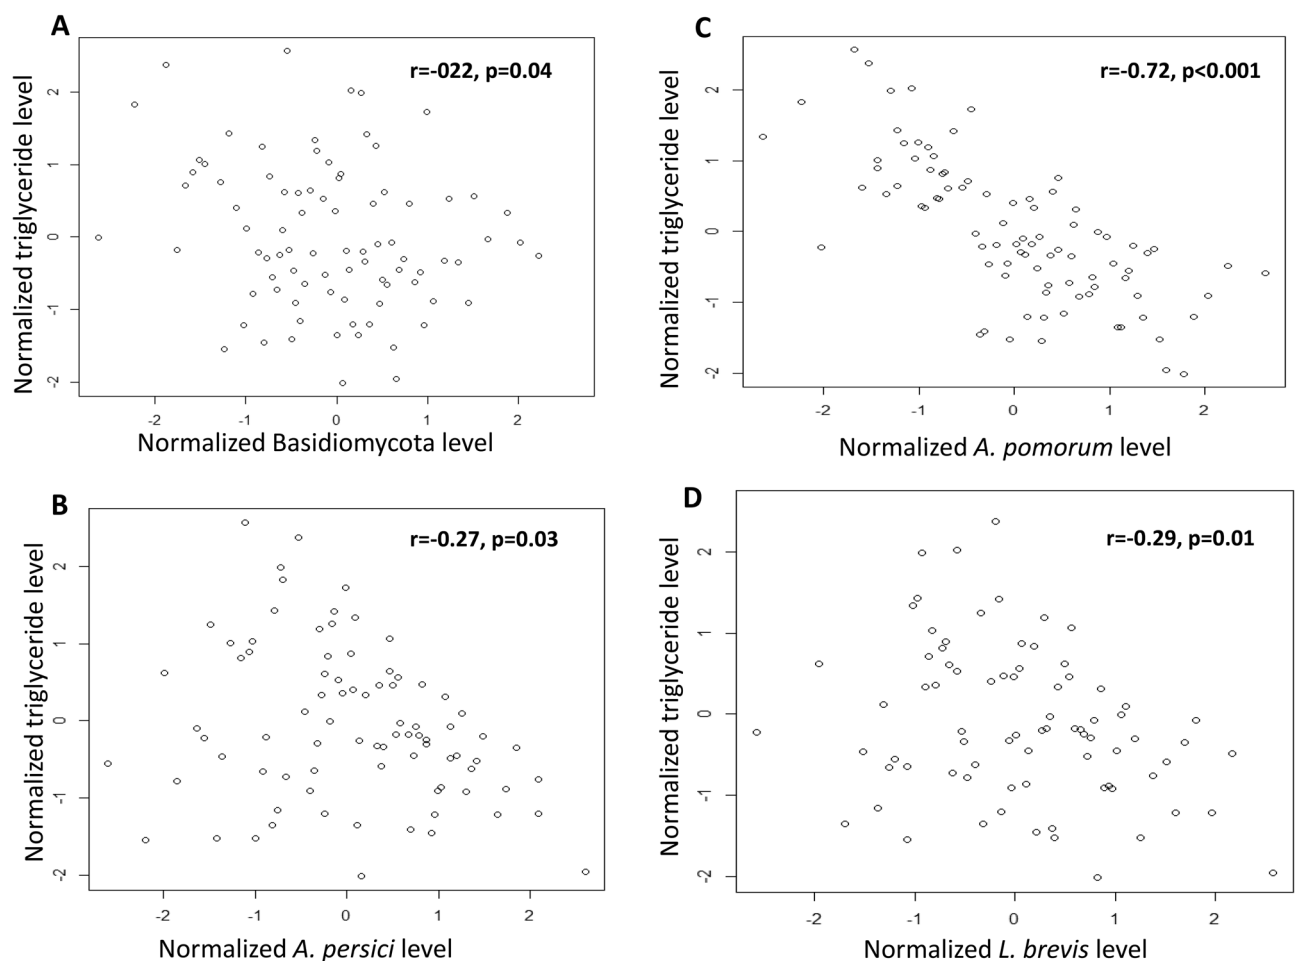 A
Normalized triglyceride level
r=-022, p=0.04
2
1
0
-1
-2
-2 -1 0 1 2
Normalized Basidiomycota level
C
Normalized triglyceride level
r=-0.72, p<0.001
2
1
0
-1
-2
-2 -1 0 1 2
Normalized A. pomorum level
B
Normalized triglyceride level
r=-0.27, p=0.03
2
1
0
-1
-2
-2 -1 0 1 2
Normalized A. persici level
D
Normalized triglyceride level
r=-0.29, p=0.01
2
1
0
-1
-2
-2 -1 0 1 2
Normalized L. brevis level